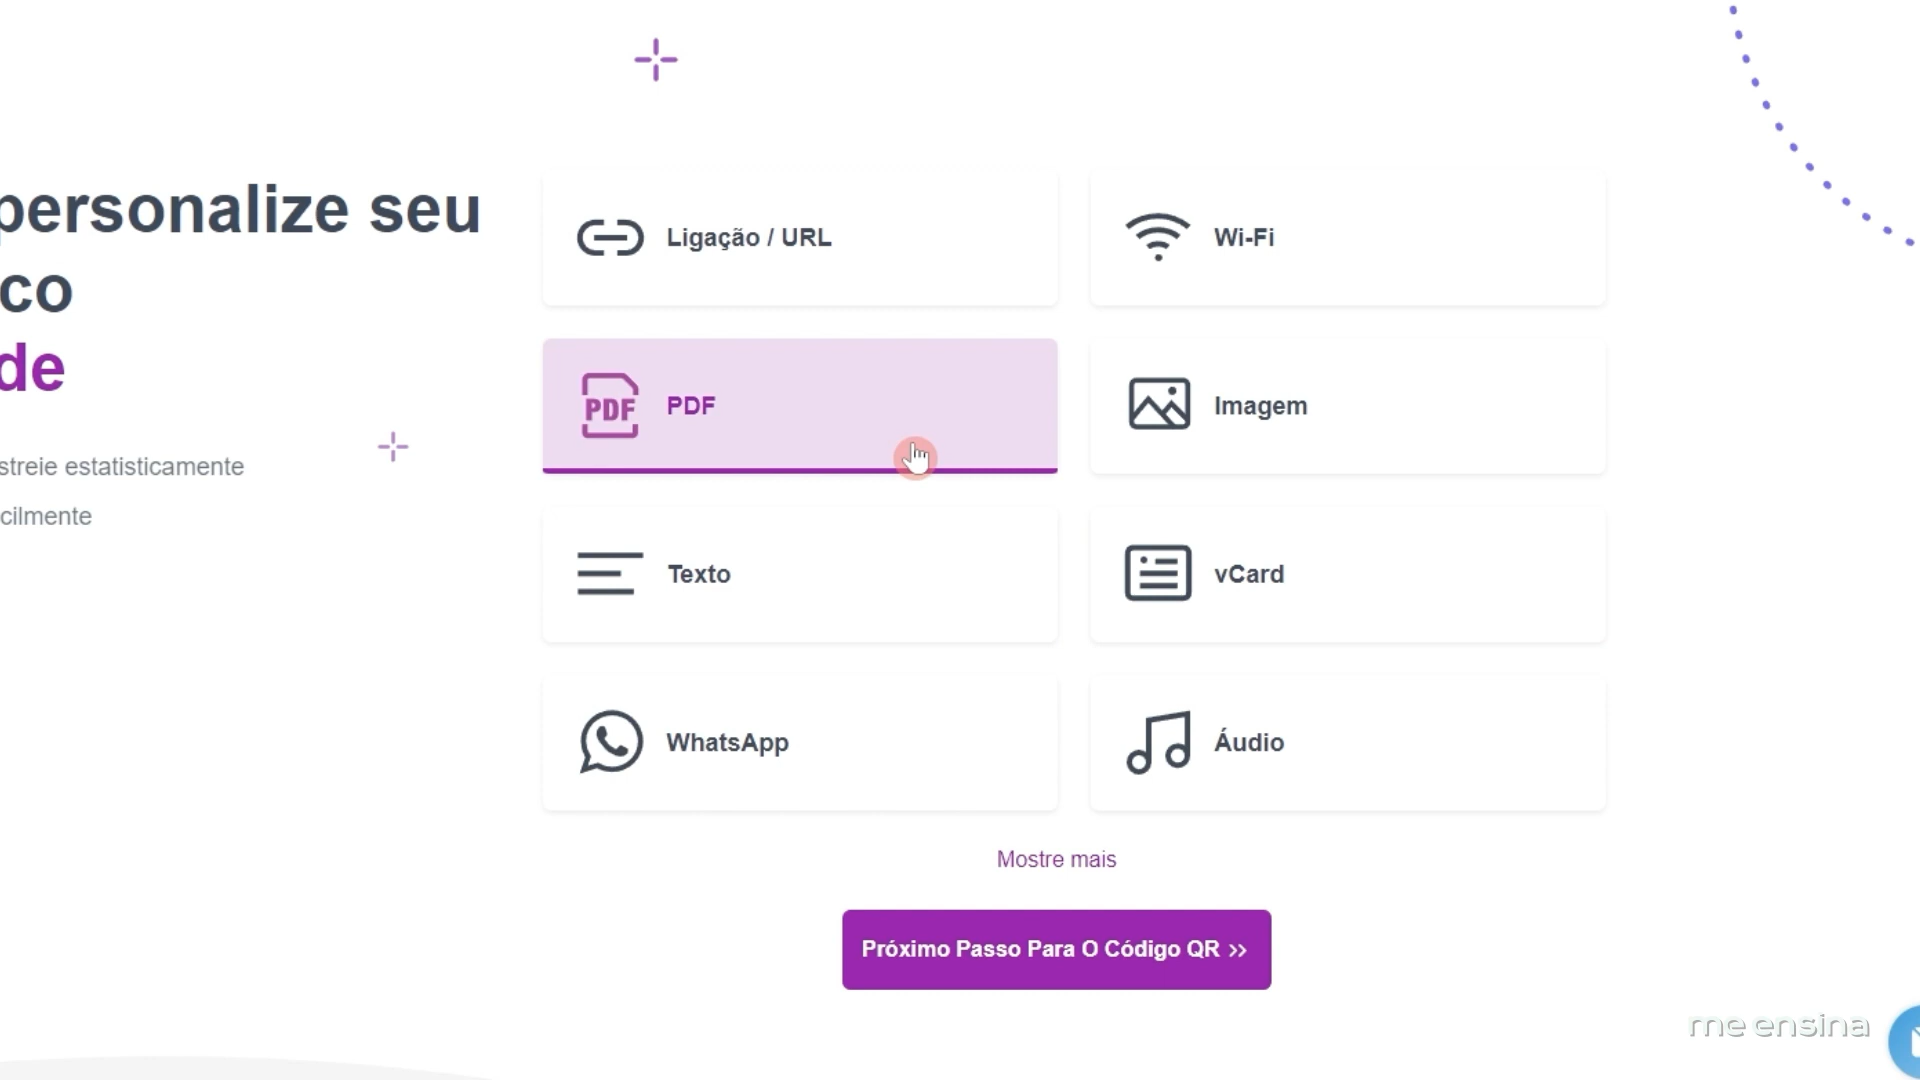 personalize seu
co
de
streie estatisticamente
cilmente
Ligação / URL
Wi-Fi
PDF
PDF
Imagem
Texto
vCard
WhatsApp
Áudio
Mostre mais
Próximo Passo Para O Código QR >>
me ensina